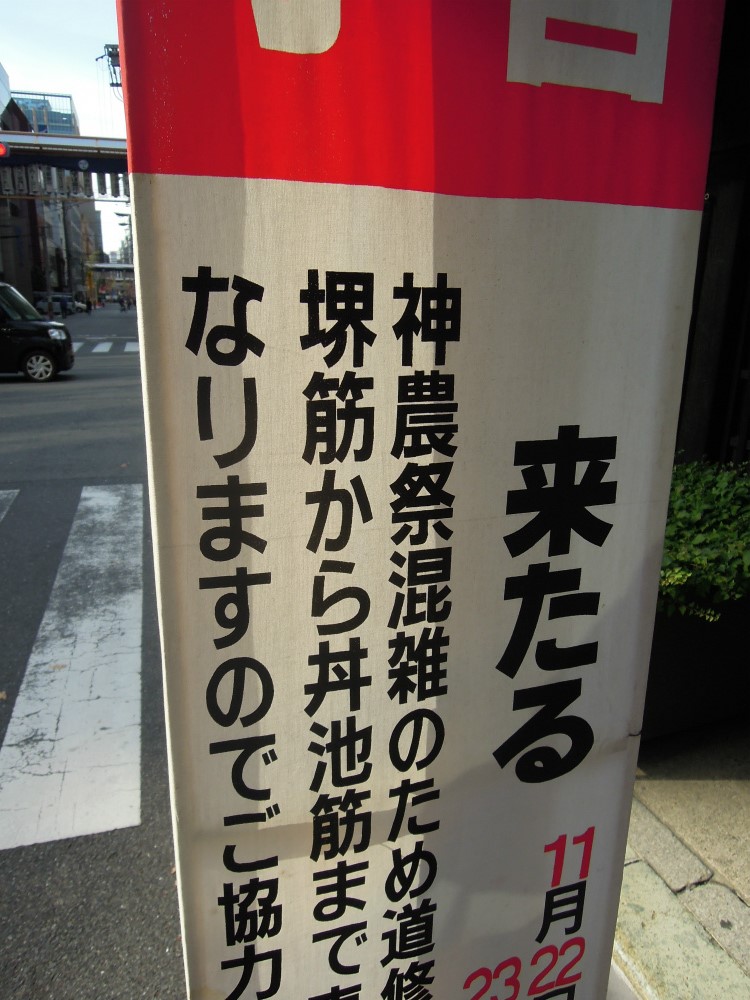 来たる 11月22
23
神農祭混雑のため道修
堺筋から丼池筋まで
なりますのでご協力